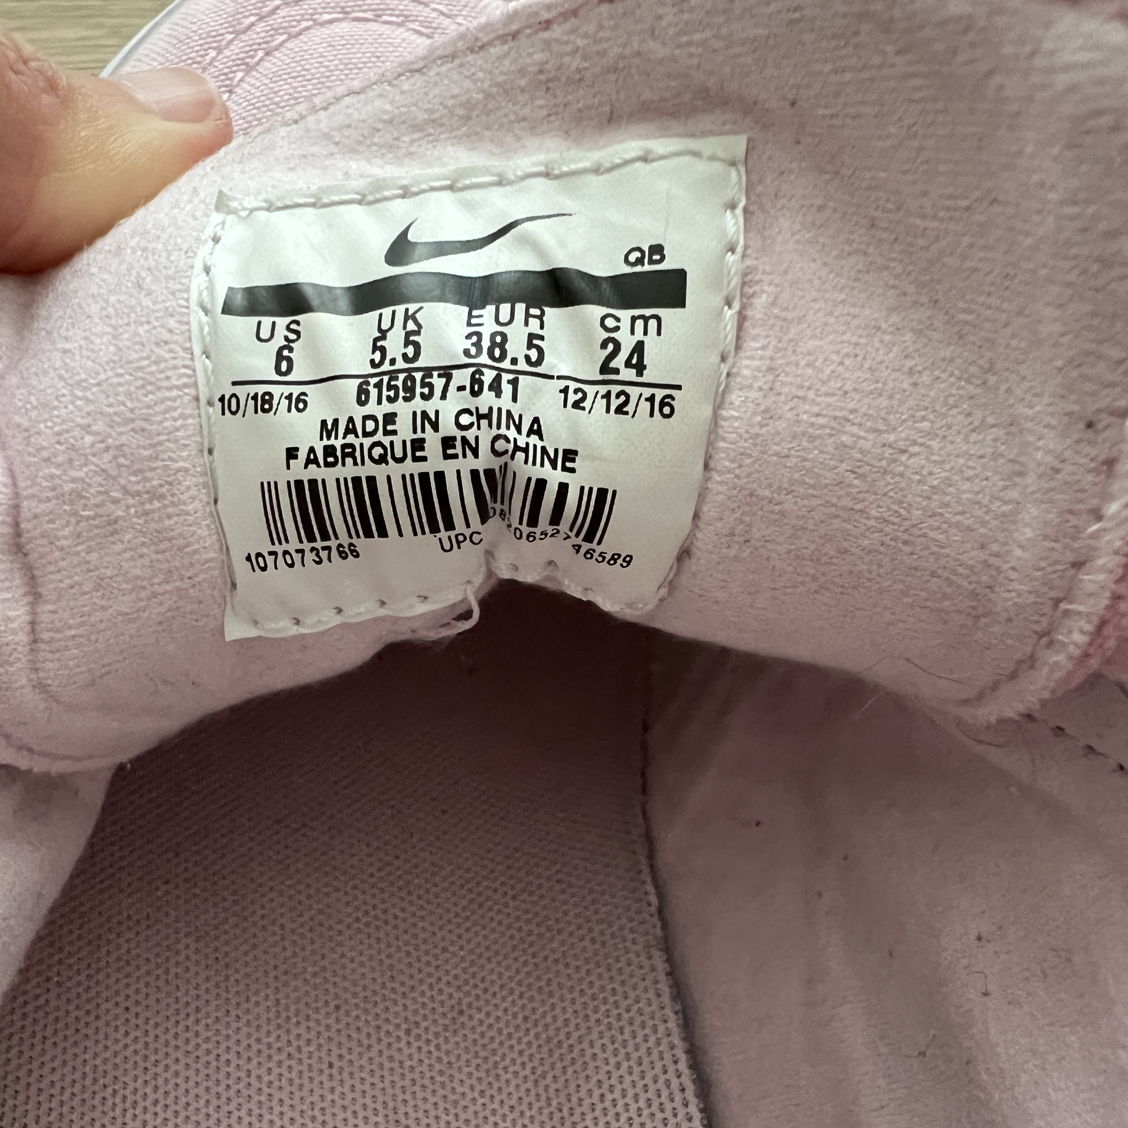 QB
US UK EUR cm
6 5.5 38.5 24
10/18/16 615957-641 12/12/16
MADE IN CHINA
FABRIQUE EN CHINE
107073766 UPC